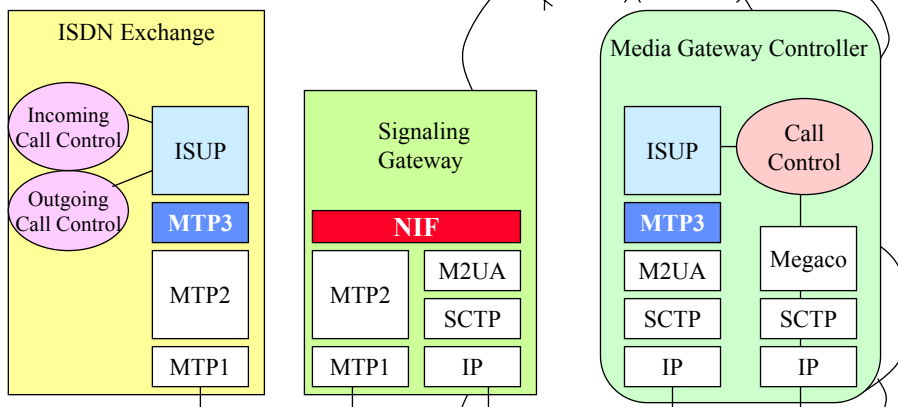 ISDN Exchange
Incoming
Call Control
Outgoing
Call Control
ISUP
MTP3
MTP2
MTP1
Signaling
Gateway
NIF
MTP2
M2UA
SCTP
MTP1
IP
Media Gateway Controller
ISUP
Call
Control
MTP3
M2UA
Megaco
SCTP
SCTP
IP
IP